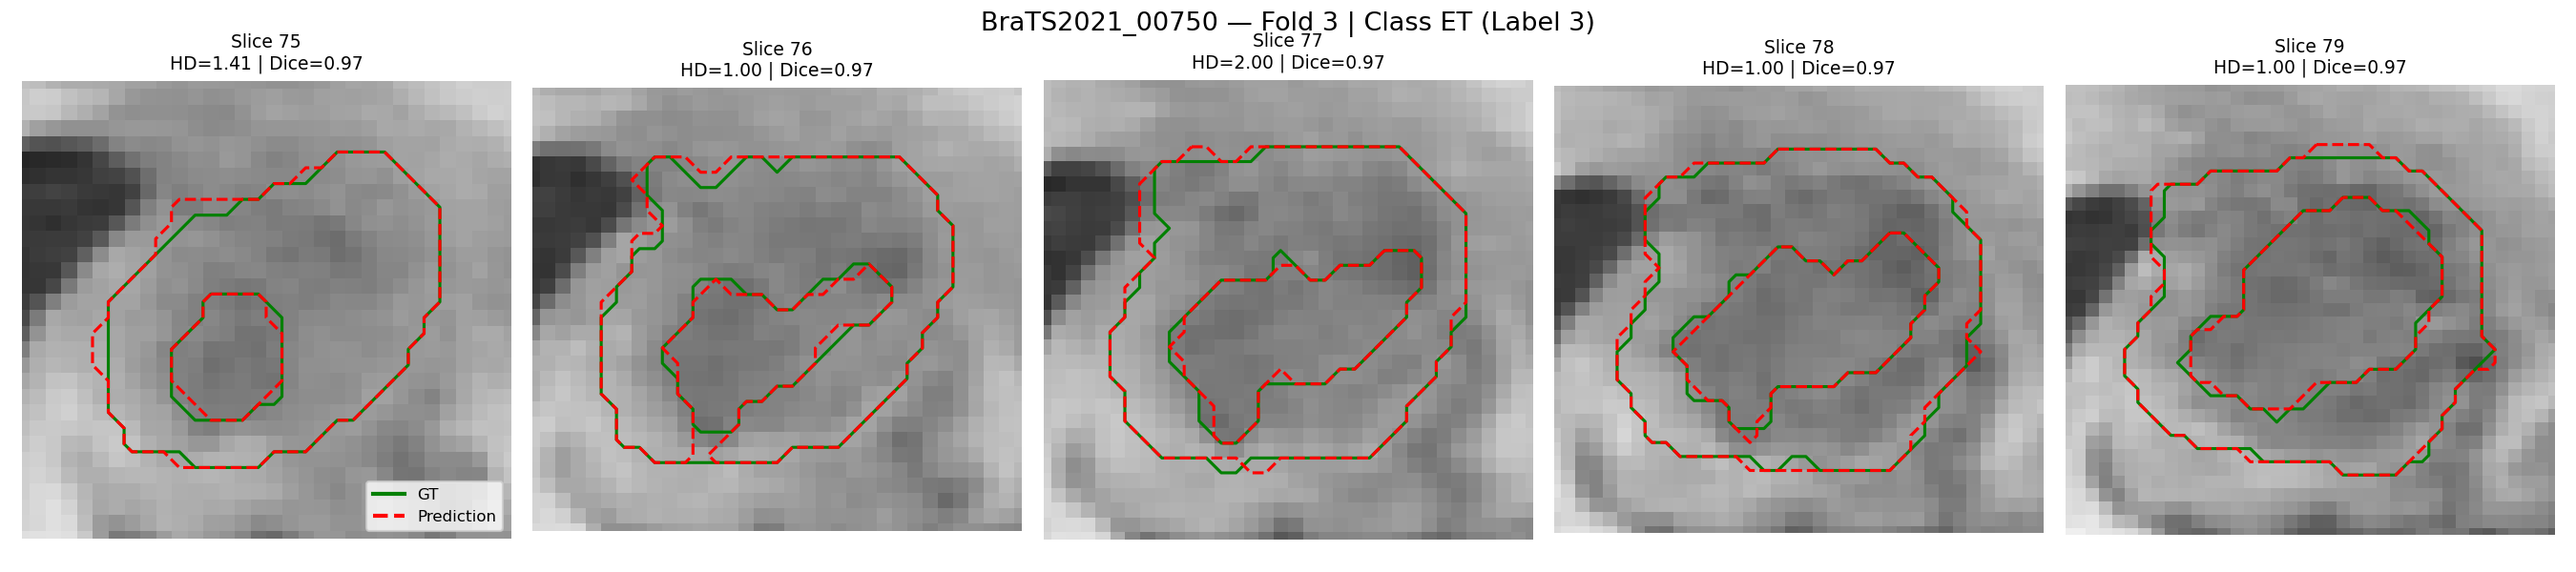 BraTS2021_00750 — Fold 3 | Class ET (Label 3)
Slice 75
HD=1.41 | Dice=0.97
Slice 76
HD=1.00 | Dice=0.97
Slice 77
HD=2.00 | Dice=0.97
Slice 78
HD=1.00 | Dice=0.97
Slice 79
HD=1.00 | Dice=0.97
GT
Prediction